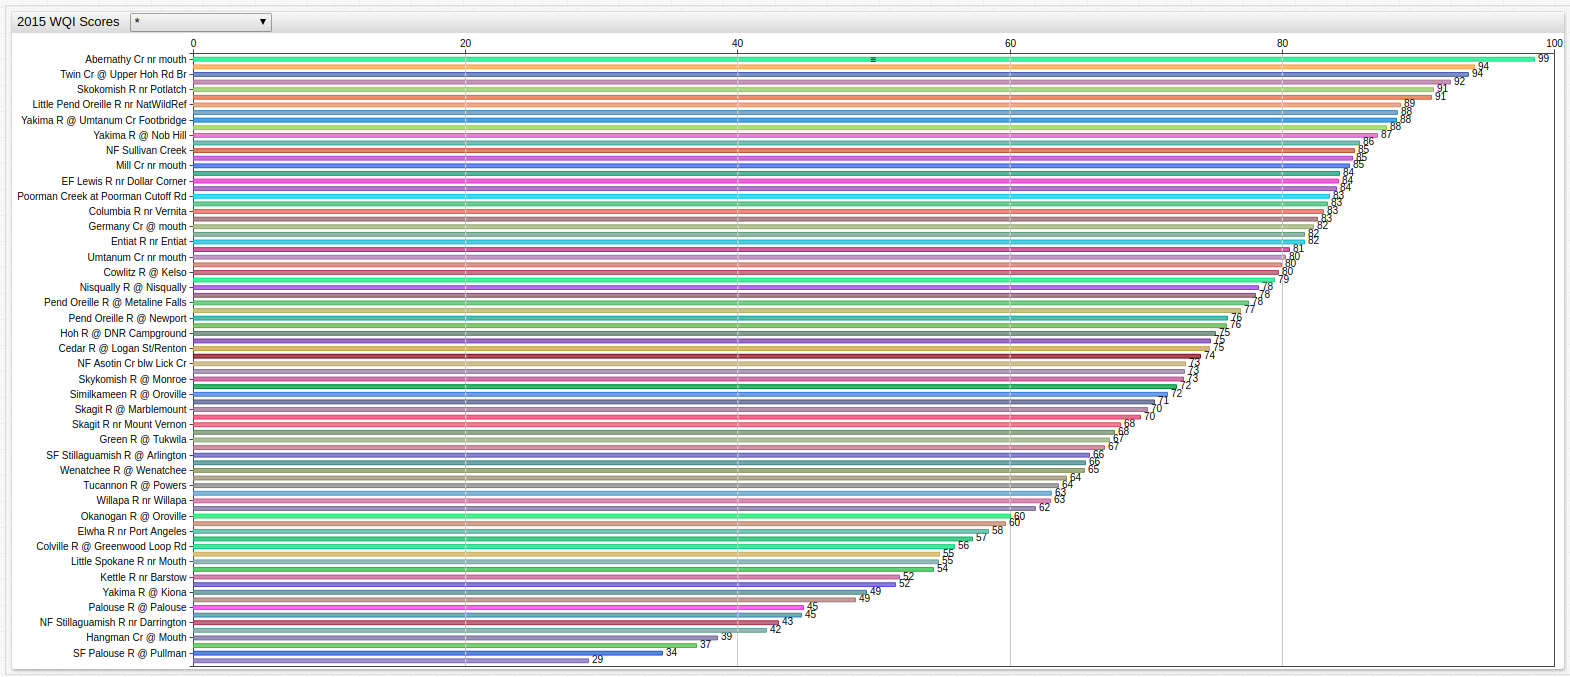 2015 WQI Scores * ▼
0 20 40 60 80 100
Abernathy Cr nr mouth 99
94
Twin Cr @ Upper Hoh Rd Br 94
92
Skokomish R nr Potlatch 91
91
Little Pend Oreille R nr NatWildRef 89
88
Yakima R @ Umtanum Cr Footbridge 88
88
Yakima R @ Nob Hill 87
86
NF Sullivan Creek 85
85
Mill Cr nr mouth 85
84
EF Lewis R nr Dollar Corner 84
84
Poorman Creek at Poorman Cutoff Rd 83
83
Columbia R nr Vernita 83
83
Germany Cr @ mouth 82
82
Entiat R nr Entiat 82
81
Umtanum Cr nr mouth 80
80
Cowlitz R @ Kelso 80
79
Nisqually R @ Nisqually 78
78
Pend Oreille R @ Metaline Falls 78
77
Pend Oreille R @ Newport 76
76
Hoh R @ DNR Campground 75
75
Cedar R @ Logan St/Renton 75
74
NF Asotin Cr blw Lick Cr 73
73
Skykomish R @ Monroe 73
72
Similkameen R @ Oroville 72
71
Skagit R @ Marblemount 70
70
Skagit R nr Mount Vernon 68
68
Green R @ Tukwila 67
67
SF Stillaguamish R @ Arlington 66
66
Wenatchee R @ Wenatchee 65
64
Tucannon R @ Powers 64
63
Willapa R nr Willapa 63
62
Okanogan R @ Oroville 60
60
Elwha R nr Port Angeles 58
57
Colville R @ Greenwood Loop Rd 56
55
Little Spokane R nr Mouth 55
54
Kettle R nr Barstow 52
52
Yakima R @ Kiona 49
49
Palouse R @ Palouse 45
45
NF Stillaguamish R nr Darrington 43
42
Hangman Cr @ Mouth 39
37
SF Palouse R @ Pullman 34
29